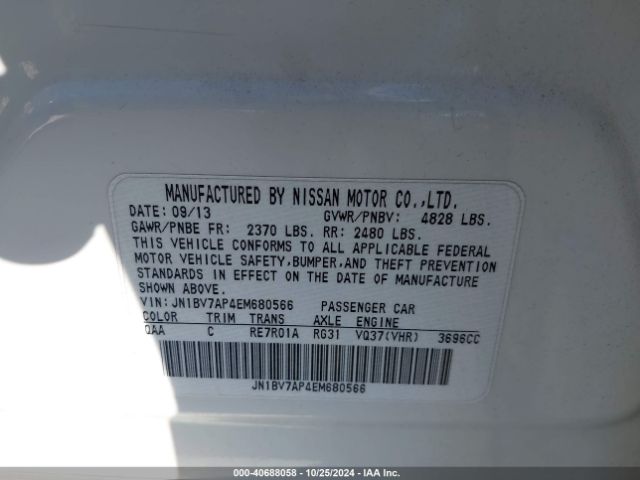 MANUFACTURED BY NISSAN MOTOR CO.,LTD.
DATE: 09/13 GVWR/PNBV: 4828 LBS.
GAWR/PNBE FR: 2370 LBS. RR: 2480 LBS.
THIS VEHICLE CONFORMS TO ALL APPLICABLE FEDERAL
MOTOR VEHICLE SAFETY,BUMPER,AND THEFT PREVENTION
STANDARDS IN EFFECT ON THE DATE OF MANUFACTURE
SHOWN ABOVE.
VIN: JN1BV7AP4EM680566 PASSENGER CAR
COLOR TRIM TRANS AXLE ENGINE
QAA C RE7R01A RG31 VQ37(VHR) 3696CC
JN1BV7AP4EM680566
000-40688058 - 10/25/2024 - IAA Inc.